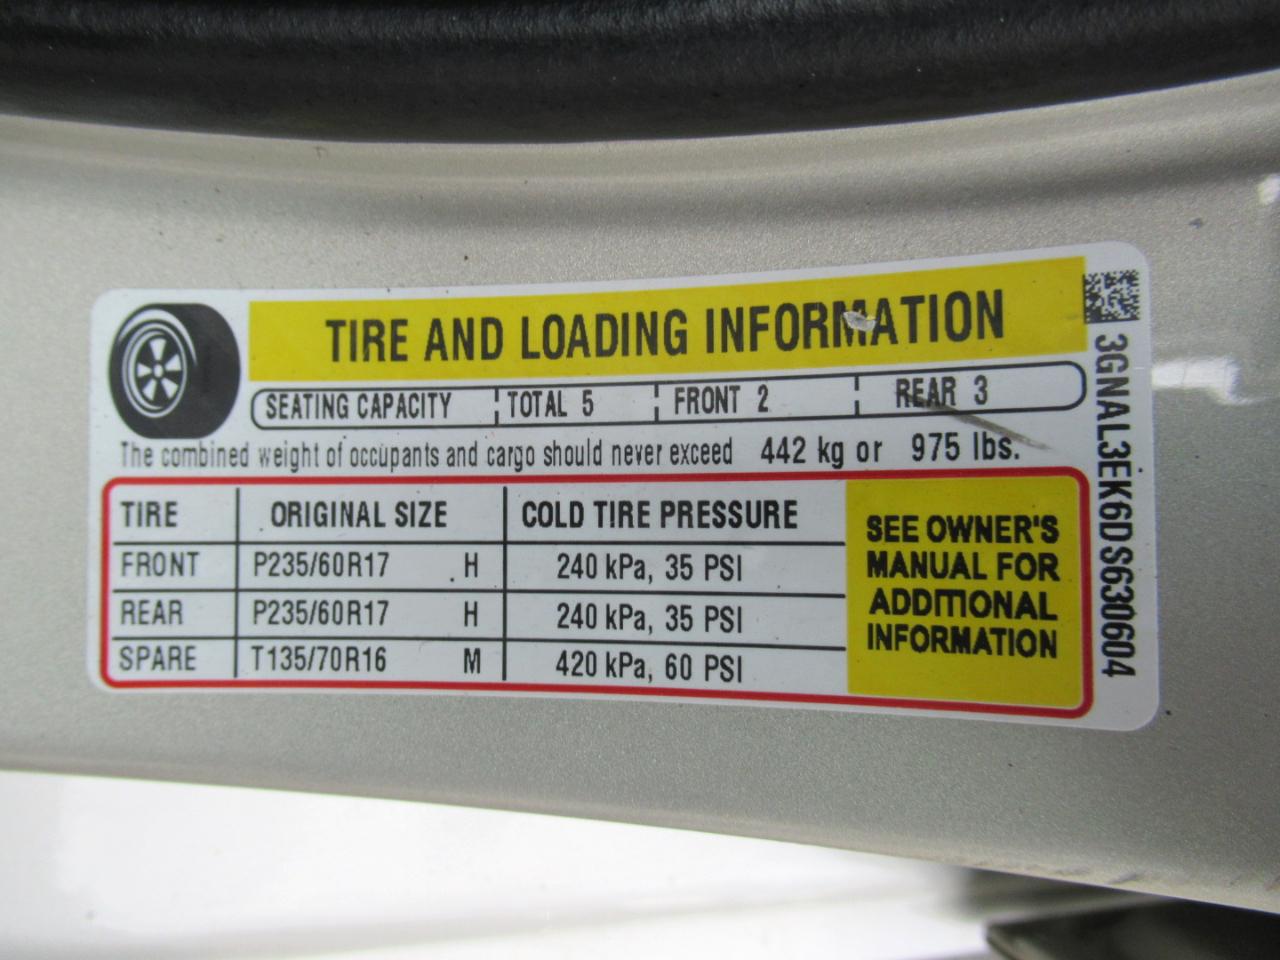 TIRE AND LOADING INFORMATION
SEATING CAPACITY TOTAL 5 FRONT 2 REAR 3
The combined weight of occupants and cargo should never exceed 442 kg or 975 lbs.
TIRE ORIGINAL SIZE COLD TIRE PRESSURE
FRONT P235/60R17 H 240 kPa, 35 PSI
REAR P235/60R17 H 240 kPa, 35 PSI
SPARE T135/70R16 M 420 kPa, 60 PSI
SEE OWNER'S
MANUAL FOR
ADDITIONAL
INFORMATION
3GNAL3EK6DS630604